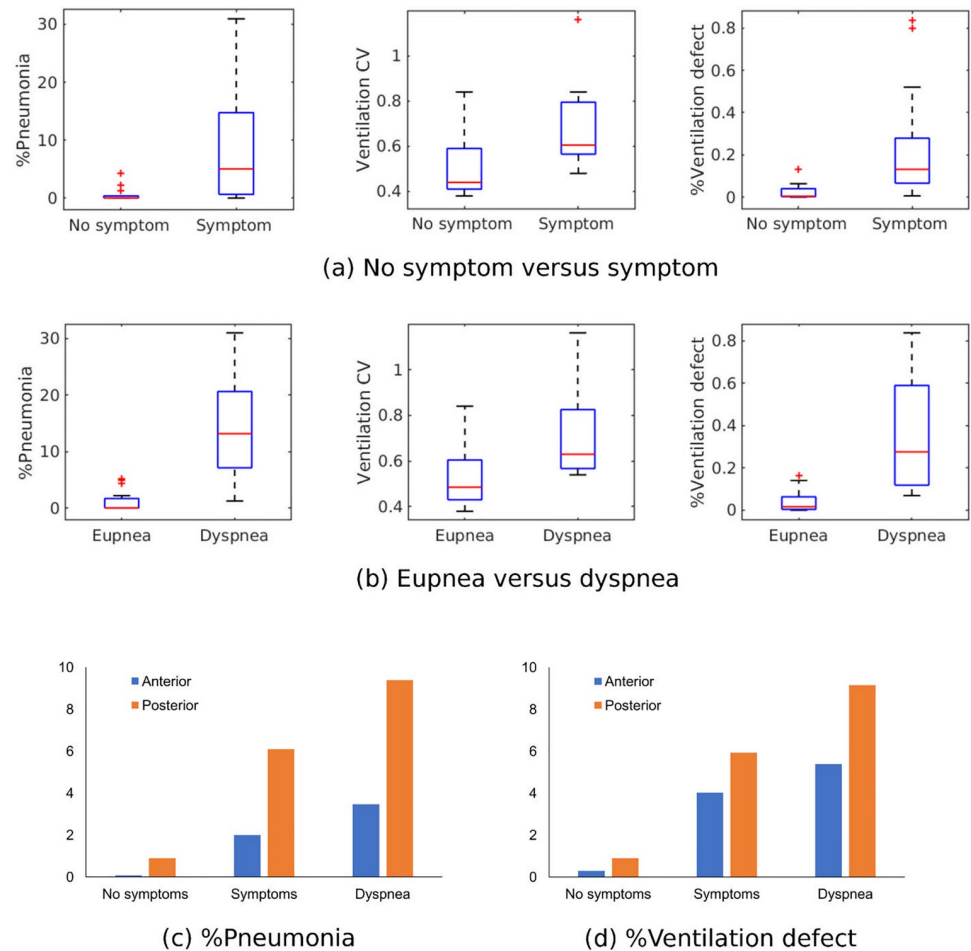 %Pneumonia
30
20
10
0
No symptom Symptom
Ventilation CV
1
0.8
0.6
0.4
No symptom Symptom
%Ventilation defect
0.8
0.6
0.4
0.2
0
No symptom Symptom
(a) No symptom versus symptom
%Pneumonia
30
20
10
0
Eupnea Dyspnea
Ventilation CV
1
0.8
0.6
0.4
Eupnea Dyspnea
%Ventilation defect
0.8
0.6
0.4
0.2
0
Eupnea Dyspnea
(b) Eupnea versus dyspnea
10
8
6
4
2
0
Anterior
Posterior
No symptoms Symptoms Dyspnea
(c) %Pneumonia
10
8
6
4
2
0
Anterior
Posterior
No symptoms Symptoms Dyspnea
(d) %Ventilation defect